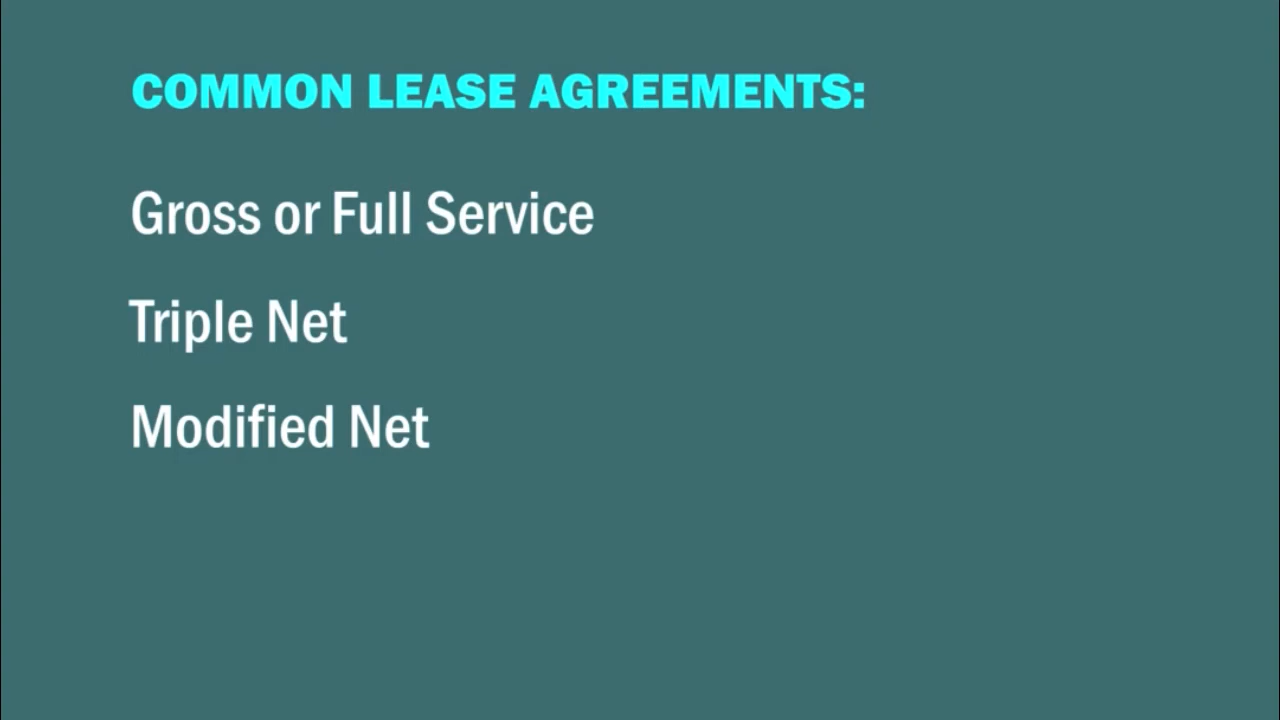 COMMON LEASE AGREEMENTS:
Gross or Full Service
Triple Net
Modified Net